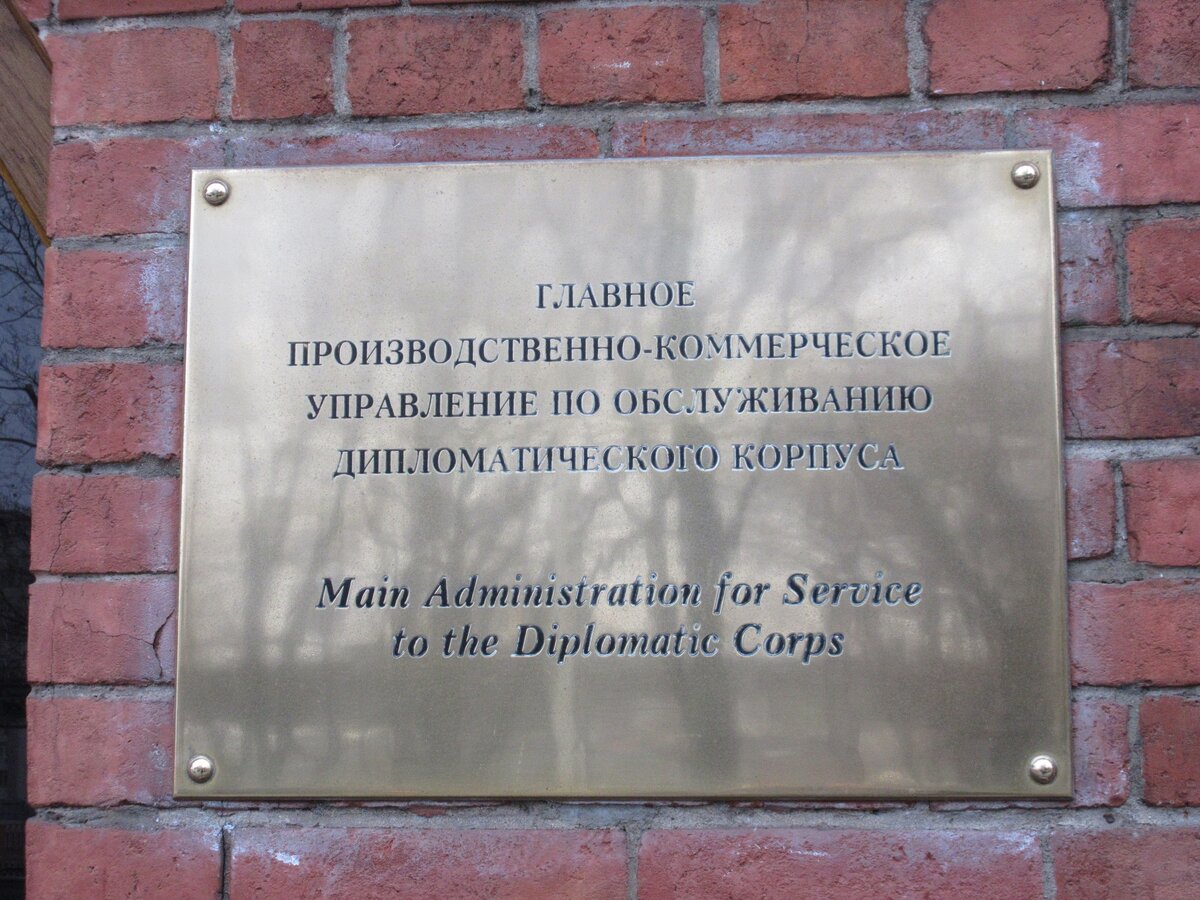 ГЛАВНОЕ
ПРОИЗВОДСТВЕННО-КОММЕРЧЕСКОЕ
УПРАВЛЕНИЕ ПО ОБСЛУЖИВАНИЮ
ДИПЛОМАТИЧЕСКОГО КОРПУСА
Main Administration for Service
to the Diplomatic Corps